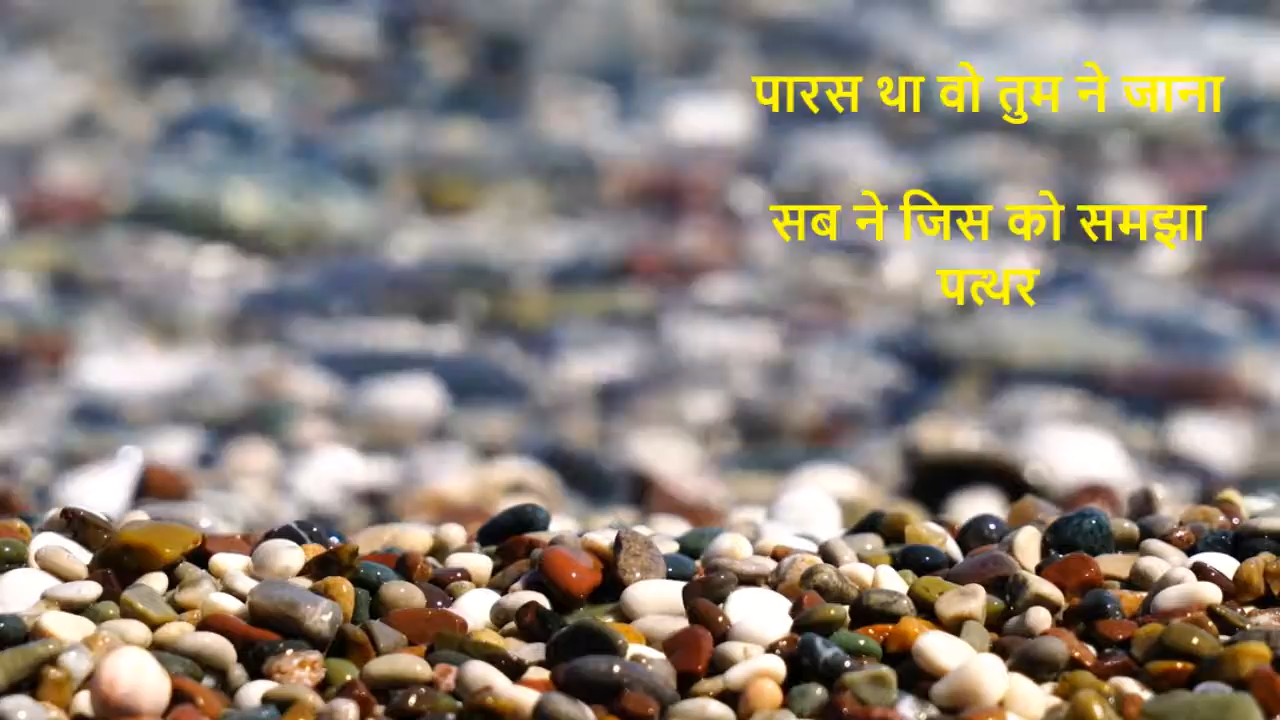 पारस था वो तुम ने जाना
सब ने जिस को समझा
पत्थर